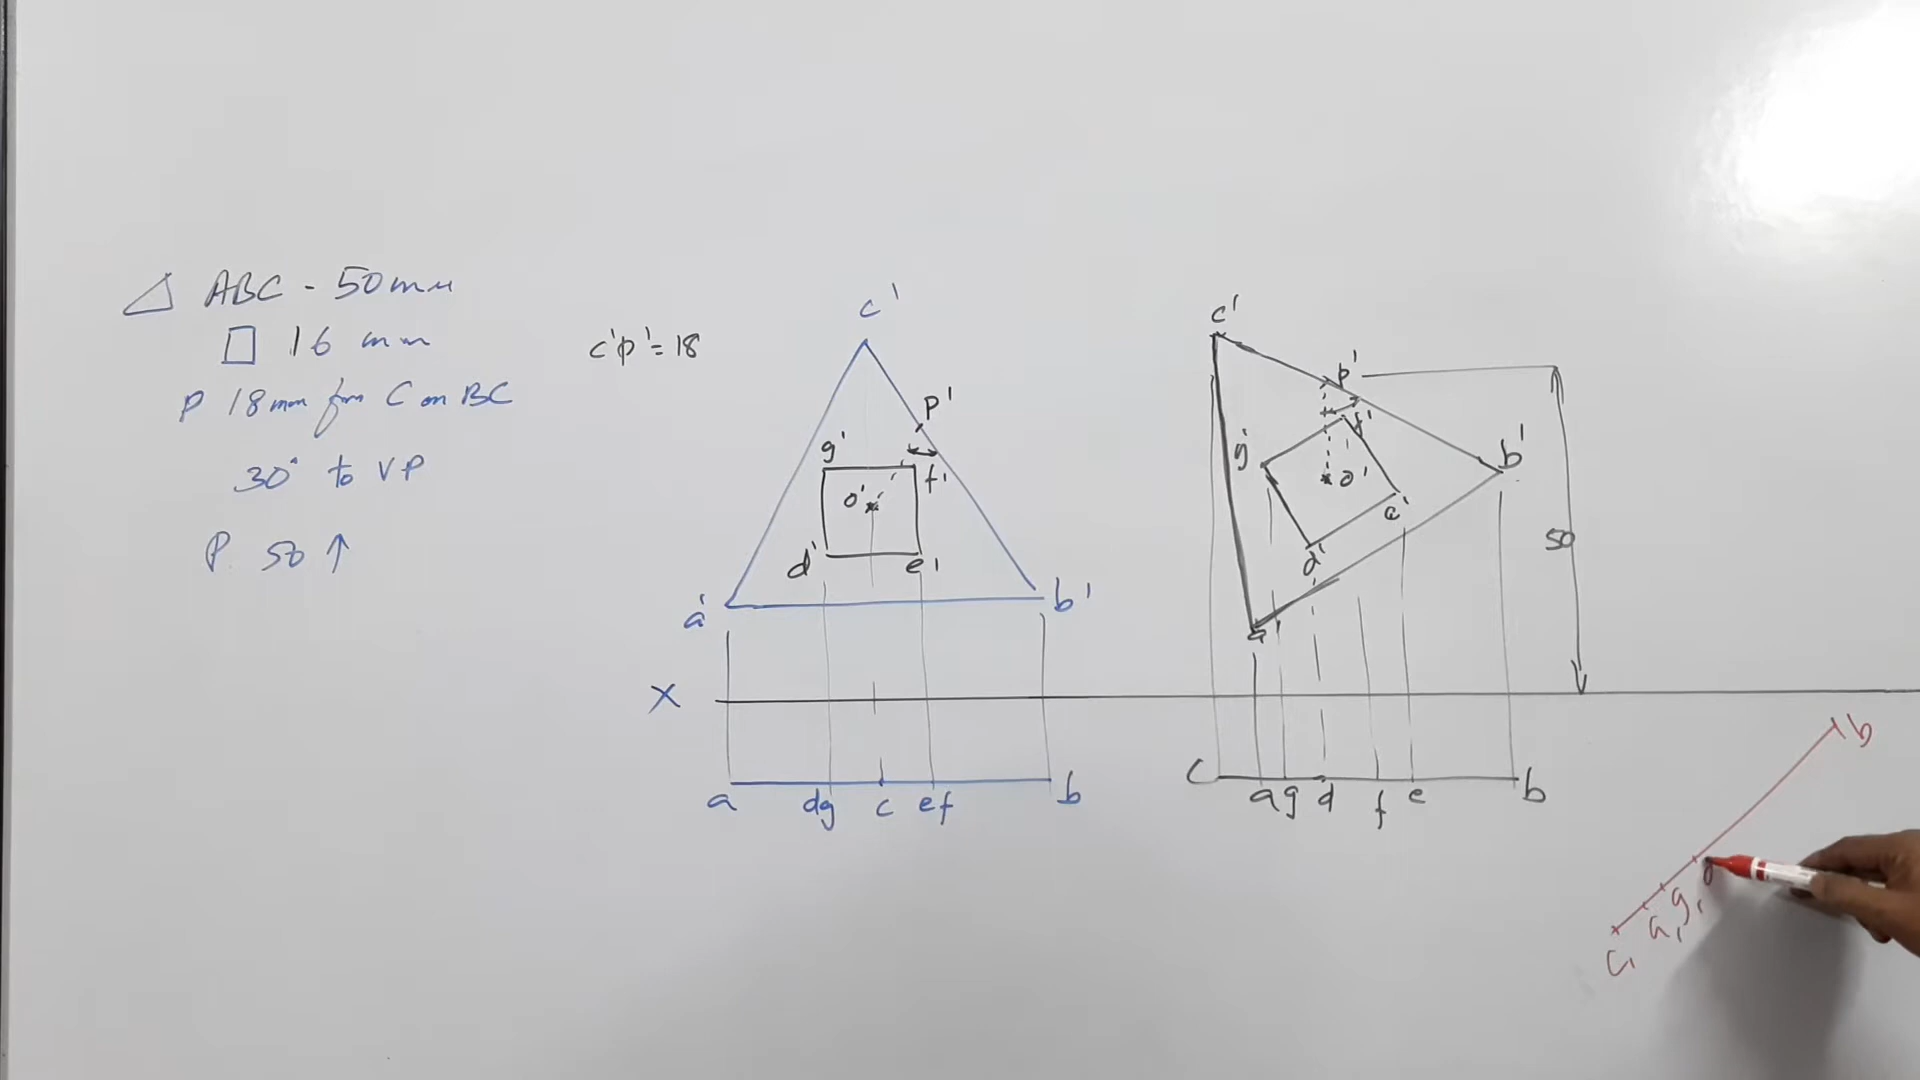 △ ABC - 50mm
□ 16 mm
P 18mm from C on BC
30° to VP
P 50 ↑
c'p' = 18
c'
p'
g'
f'
o'
d'
e'
a'
b'
X
a
dg
c
ef
b
c'
p'
f'
g'
b'
o'
e'
d'
a'
50
c
a
g
d
f
e
b
b
g₁
a₁
c₁